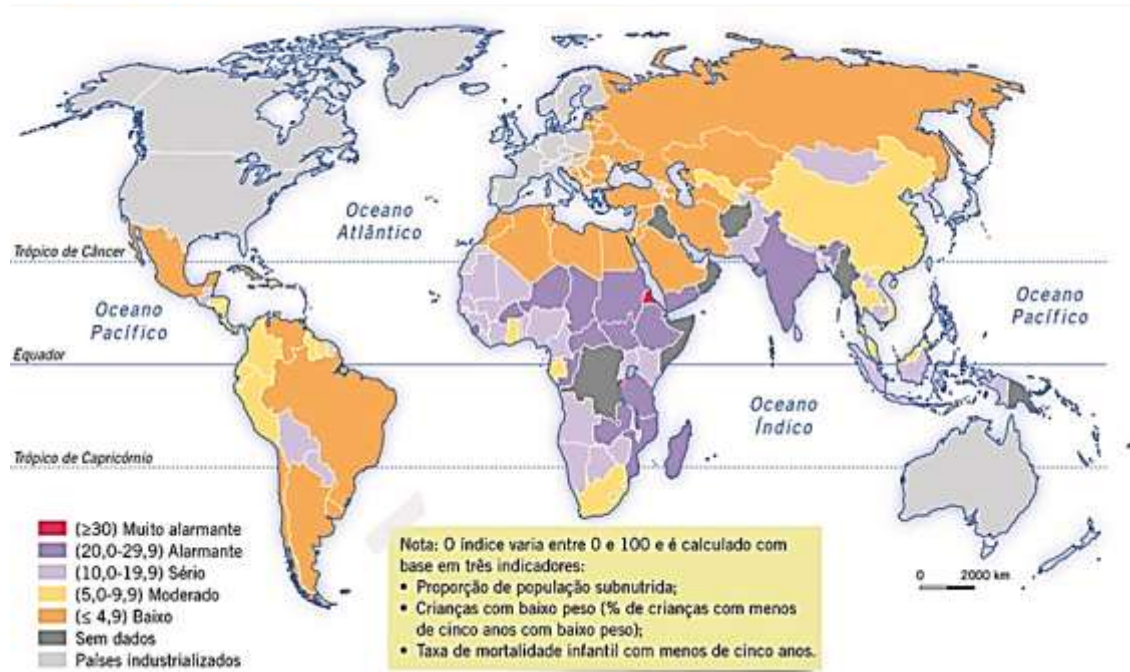 Oceano
Atlântico
Trópico de Câncer
Oceano
Pacífico
Oceano
Pacífico
Equador
Oceano
Índico
Trópico de Capricórnio
(≥30) Muito alarmante
(20,0-29,9) Alarmante
(10,0-19,9) Sério
(5,0-9,9) Moderado
(≤ 4,9) Baixo
Sem dados
Países industrializados
Nota: O índice varia entre 0 e 100 e é calculado com
base em três indicadores:
• Proporção de população subnutrida;
• Crianças com baixo peso (% de crianças com menos
de cinco anos com baixo peso);
• Taxa de mortalidade infantil com menos de cinco anos.
0 2000 km